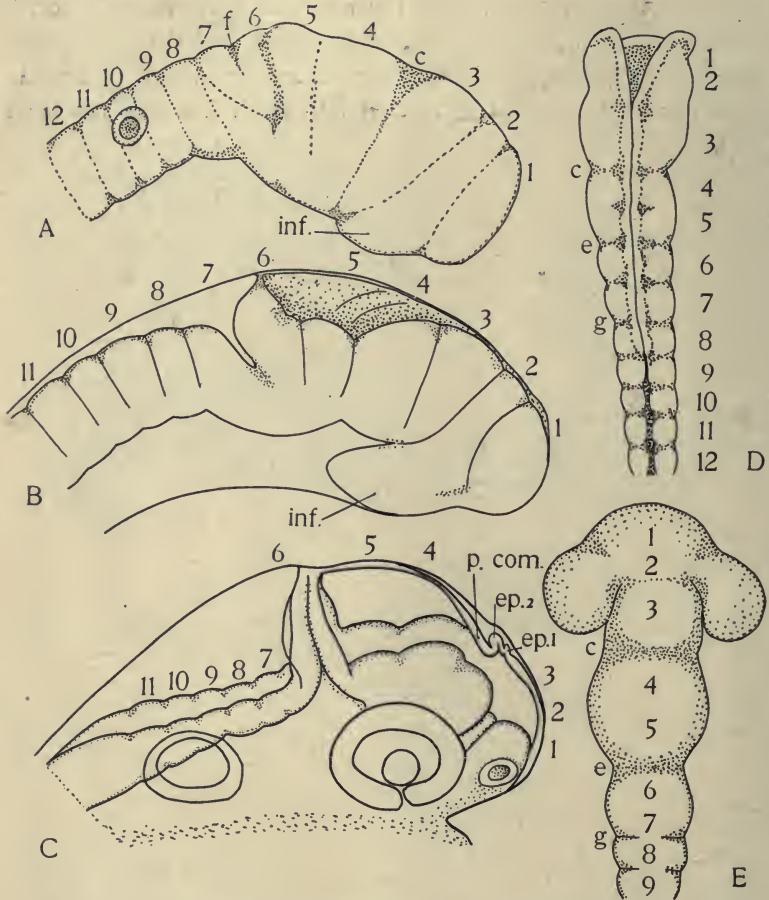 12 11 10 9 8 7 f 6 5 4 c 3 2 1
inf.
A
11 10 9 8 7 6 5 4 3 2 1
inf.
B
6 5 4 p. com.
ep.2
ep.1
11 10 9 8 7 3
2
1
C
1
2
3
c 4
5
e 6
7
g 8
9
10
11
12 D
1
2
3
c
4
5
e
6
7
g 8
9 E